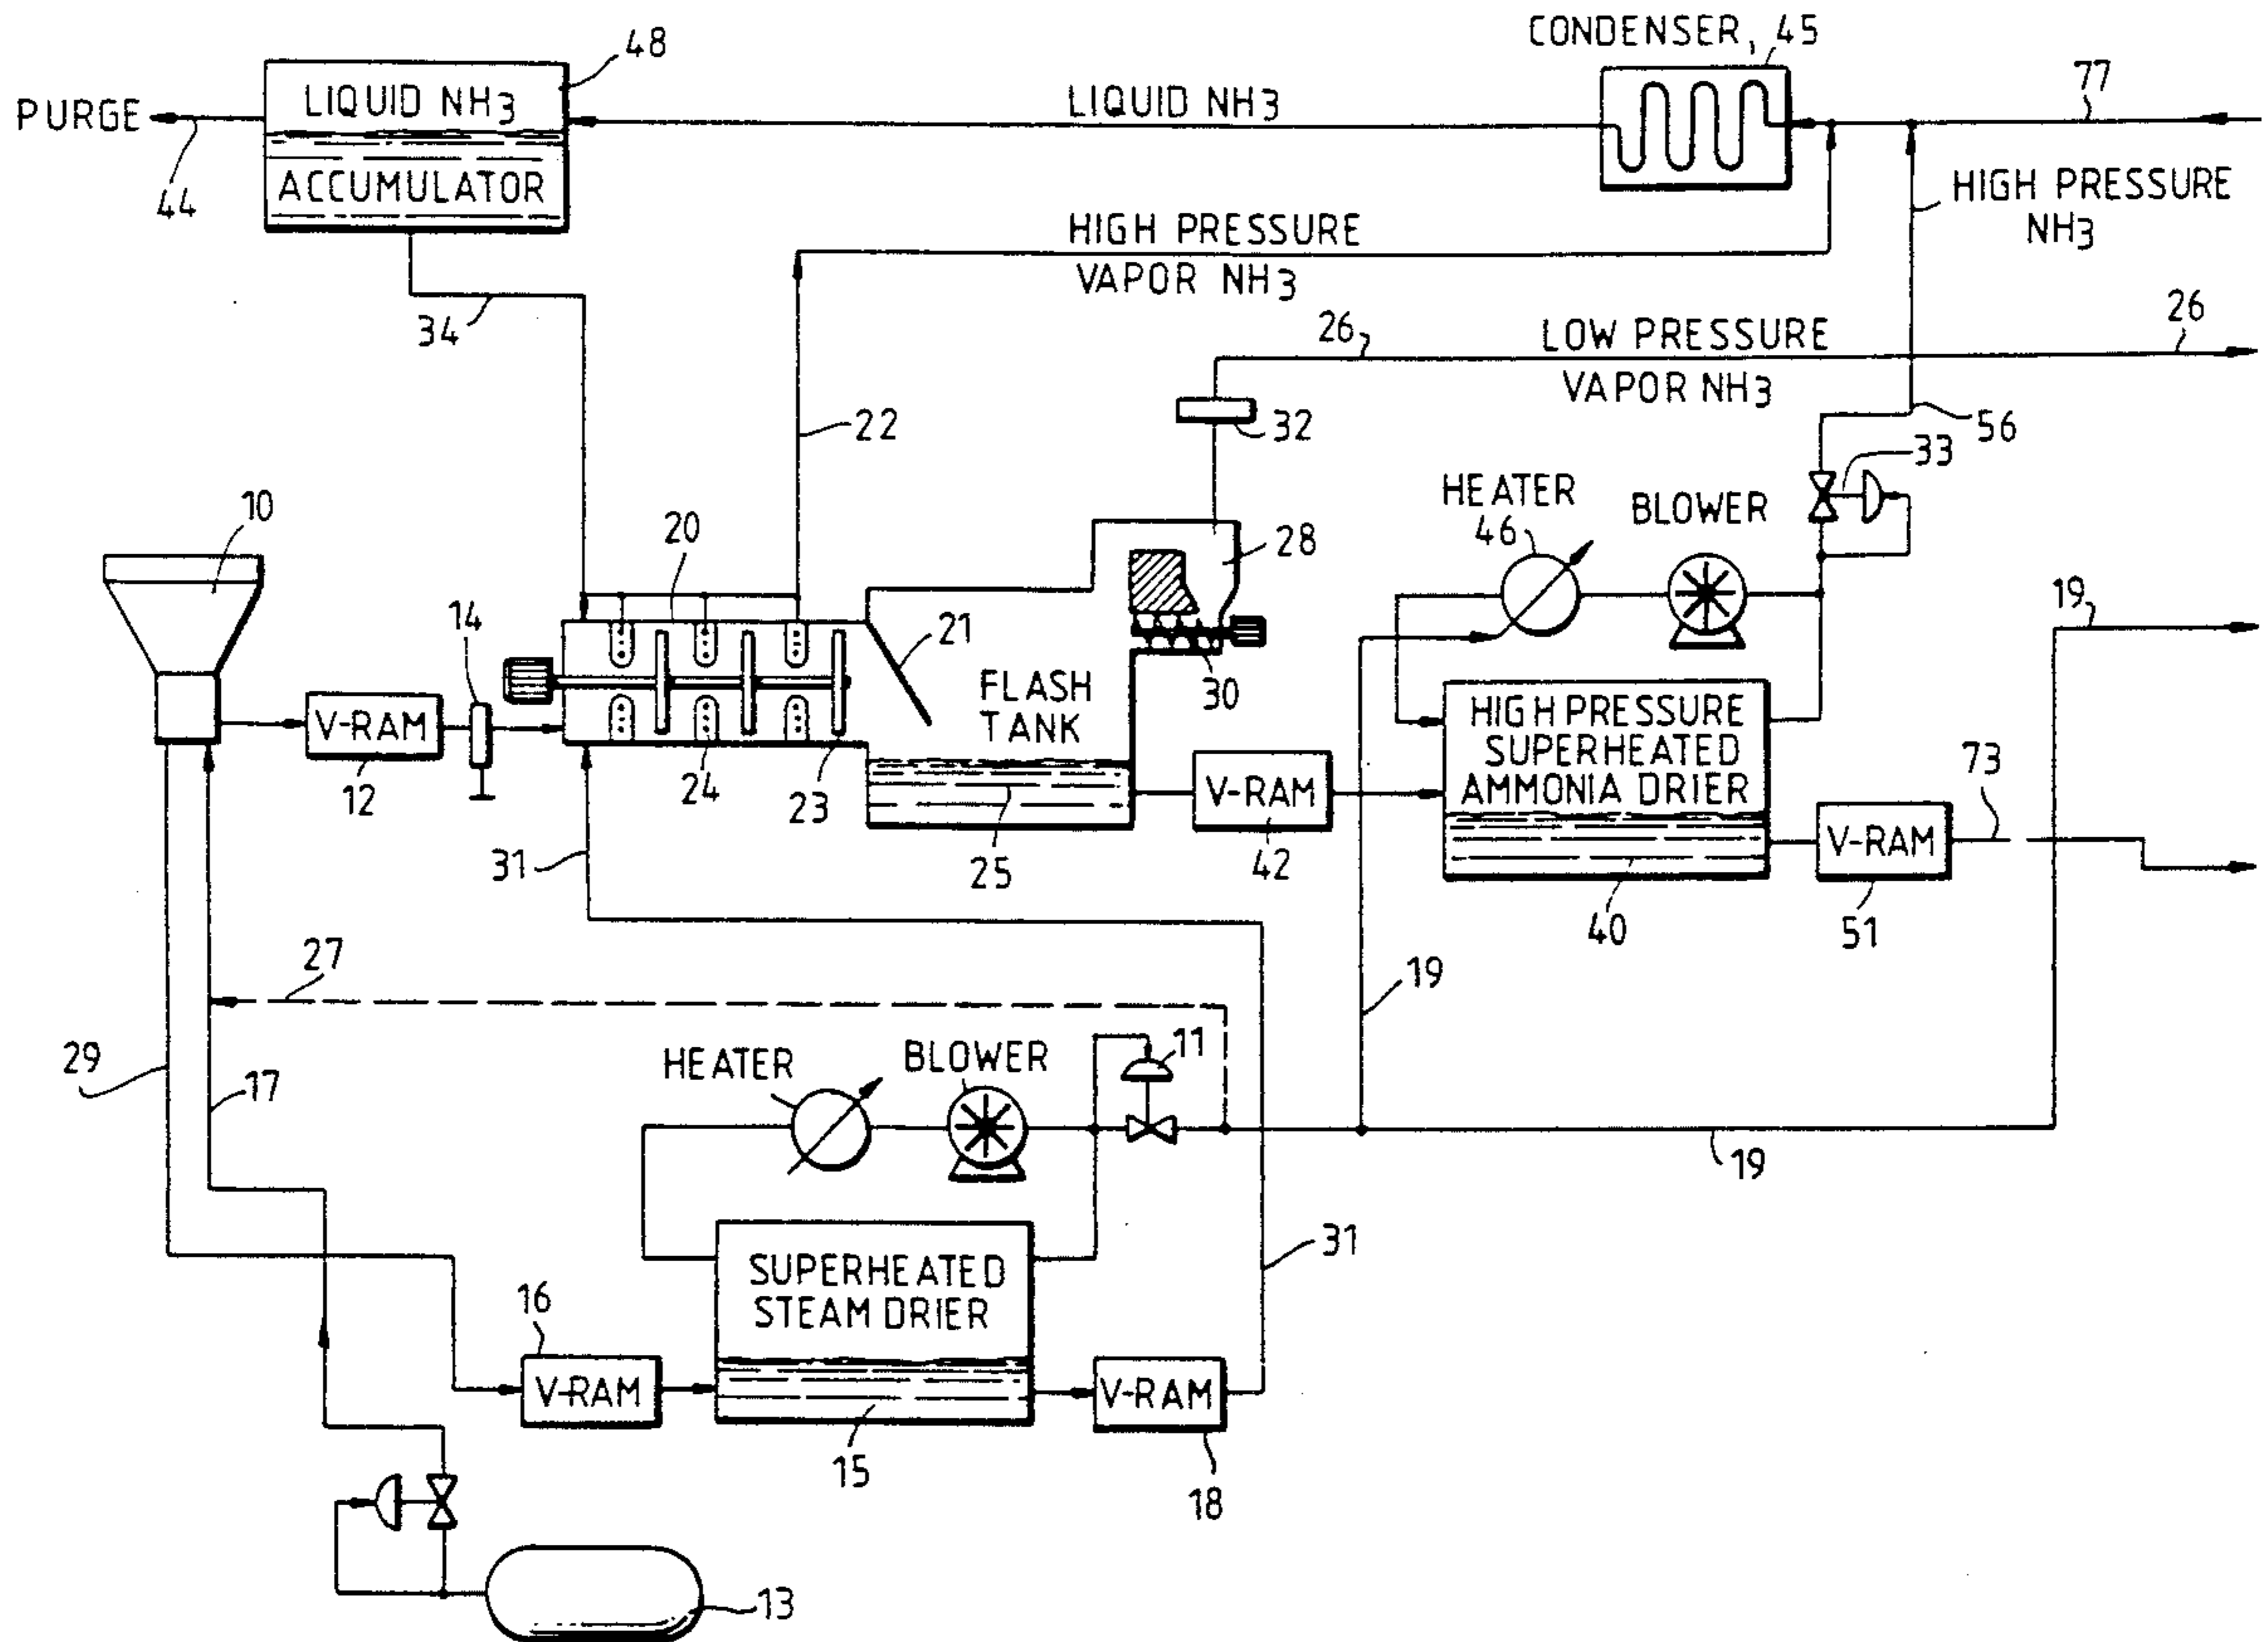 CONDENSER, 45
48
77
PURGE
LIQUID NH3
ACCUMULATOR
44
LIQUID NH3
HIGH PRESSURE
NH3
HIGH PRESSURE
VAPOR NH3
34
26
LOW PRESSURE
VAPOR NH3
26
22
32
56
33
10
20
28
HEATER
46
BLOWER
19
14
21
30
FLASH
TANK
V-RAM
12
24
23
25
V-RAM
42
HIGH PRESSURE
SUPERHEATED
AMMONIA DRIER
40
V-RAM
51
73
31
27
19
29
17
HEATER
BLOWER
11
19
31
SUPERHEATED
STEAM DRIER
15
16
V-RAM
V-RAM
18
13